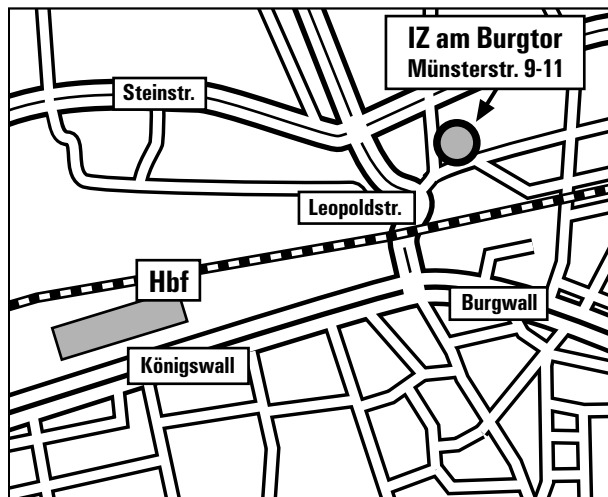 IZ am Burgtor
Münsterstr. 9-11
Steinstr.
Leopoldstr.
Hbf
Burgwall
Königswall